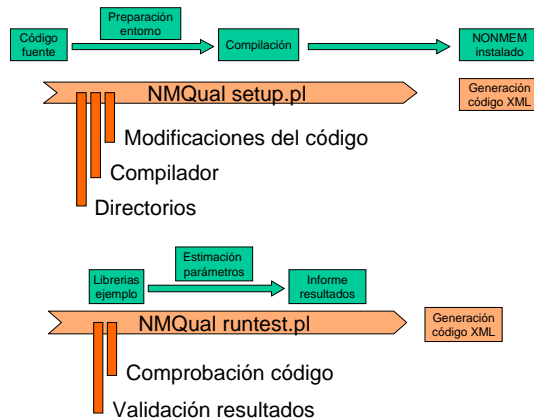 Código
fuente
Preparación
entorno
Compilación
NONMEM
instalado
NMQual setup.pl
Generación
código XML
Modificaciones del código
Compilador
Directorios
Librerias
ejemplo
Estimación
parámetros
Informe
resultados
NMQual runtest.pl
Generación
código XML
Comprobación código
Validación resultados